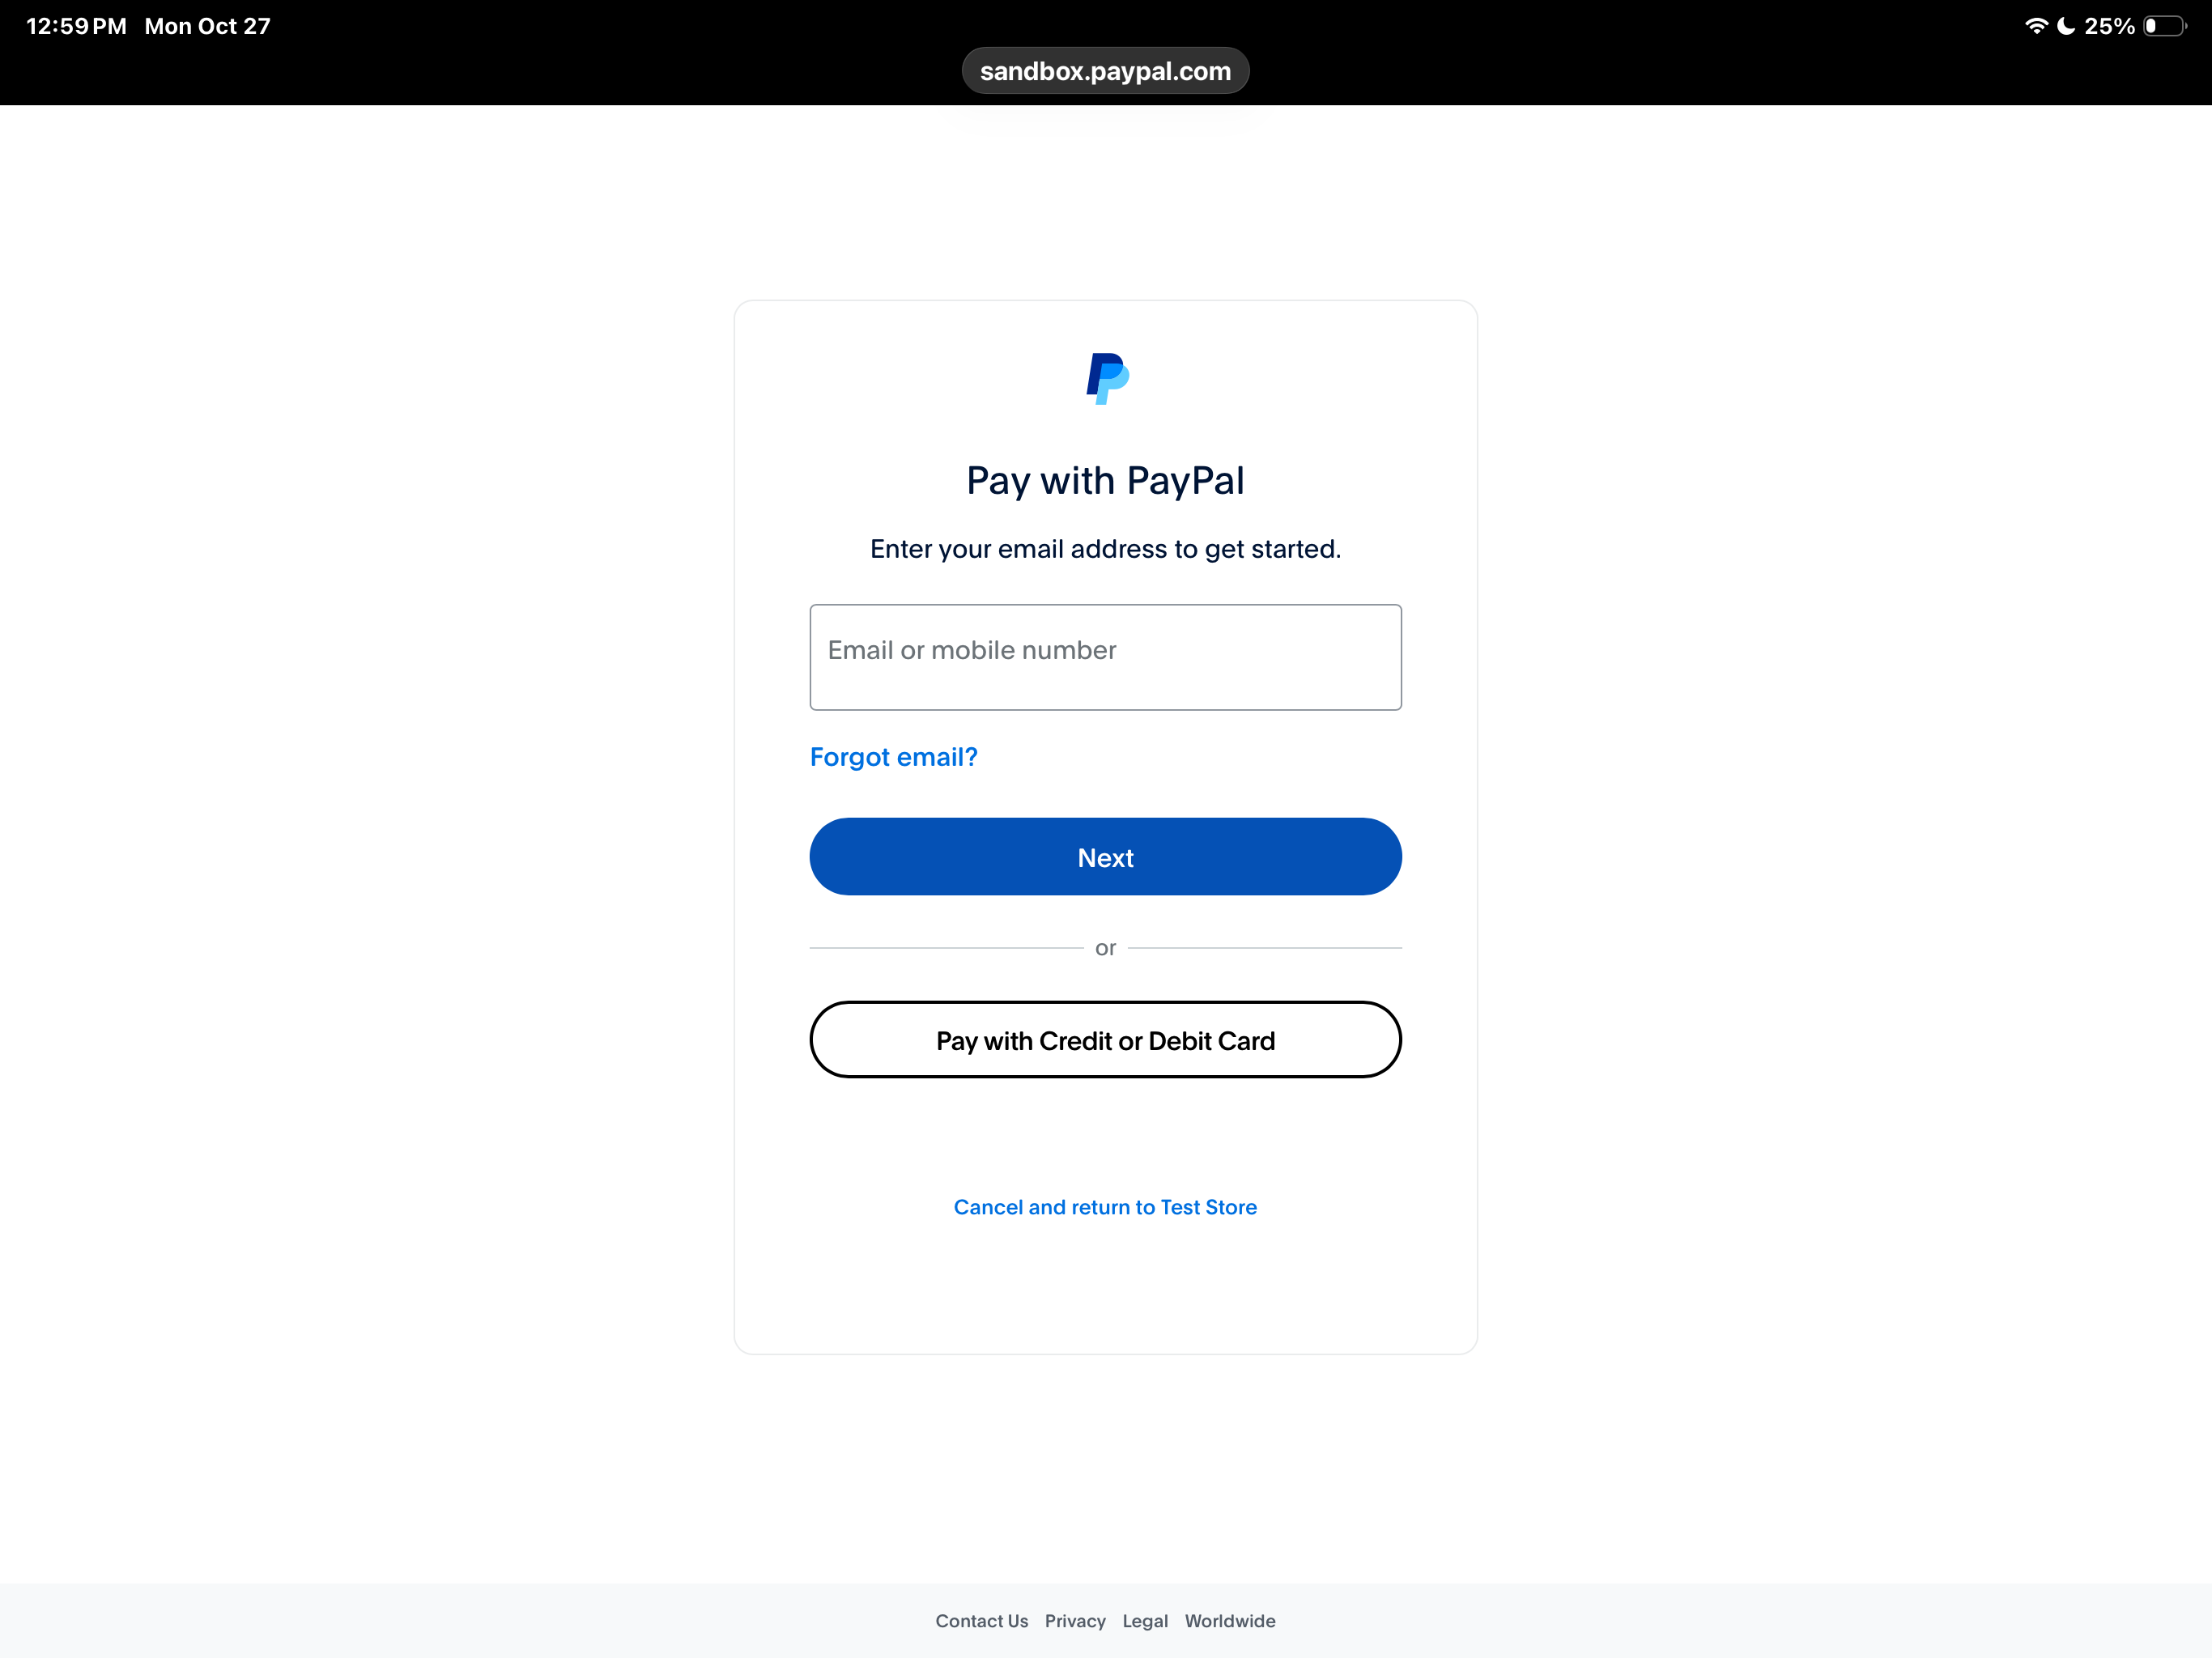 12:59 PM Mon Oct 27 25%
sandbox.paypal.com
Pay with PayPal
Enter your email address to get started.
Email or mobile number
Forgot email?
Next
or
Pay with Credit or Debit Card
Cancel and return to Test Store
Contact Us Privacy Legal Worldwide